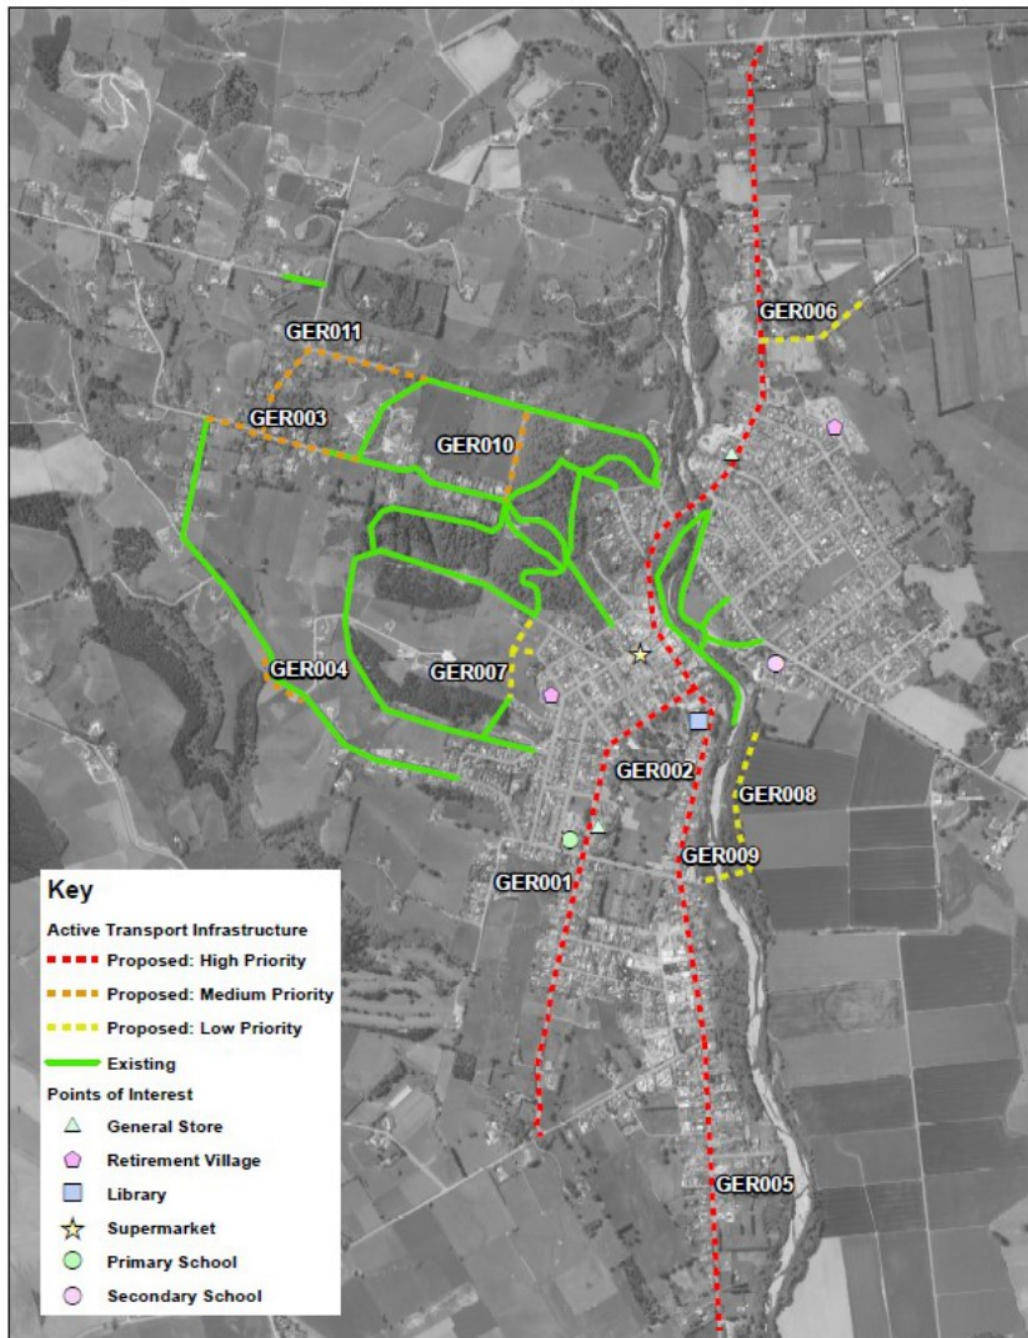 GER006
GER011
GER003
GER010
GER004
GER007
GER002
GER008
GER009
GER001
GER005
Key
Active Transport Infrastructure
Proposed: High Priority
Proposed: Medium Priority
Proposed: Low Priority
Existing
Points of Interest
General Store
Retirement Village
Library
Supermarket
Primary School
Secondary School